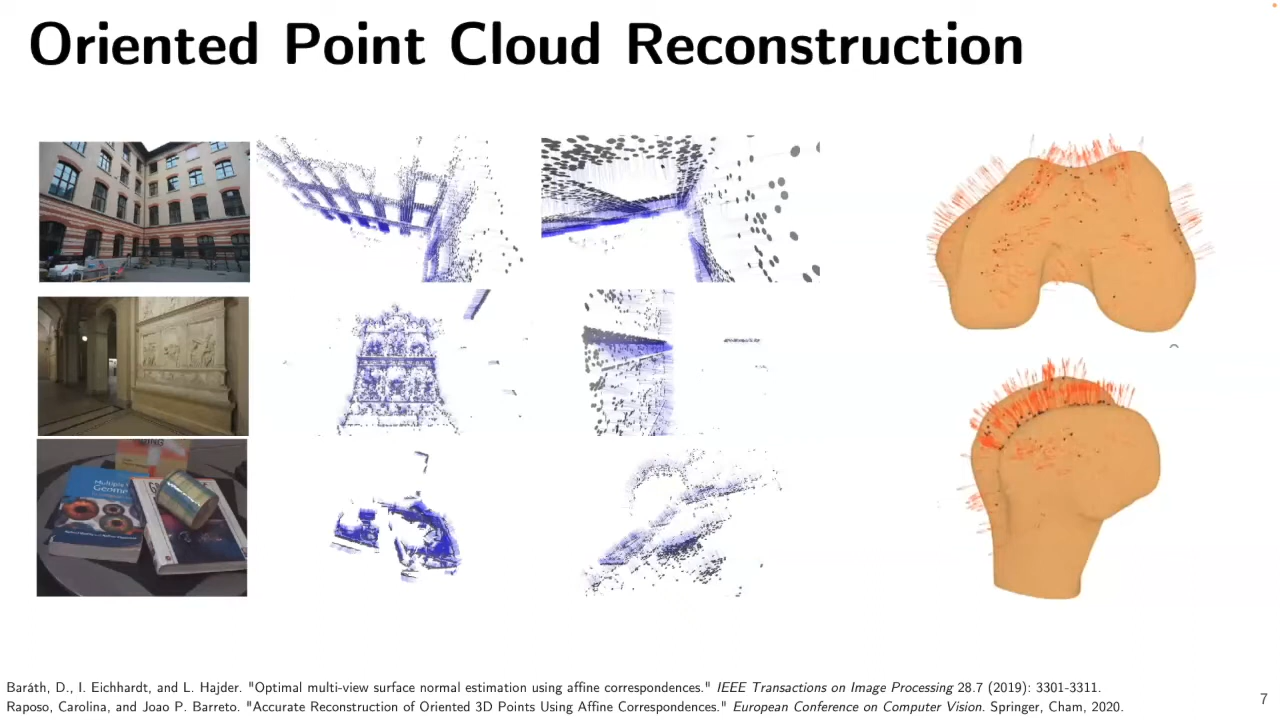 Oriented Point Cloud Reconstruction
Multiple
Geome
Baráth, D., I. Eichhardt, and L. Hajder. "Optimal multi-view surface normal estimation using affine correspondences." IEEE Transactions on Image Processing 28.7 (2019): 3301-3311.
Raposo, Carolina, and Joao P. Barreto. "Accurate Reconstruction of Oriented 3D Points Using Affine Correspondences." European Conference on Computer Vision. Springer, Cham, 2020.
7